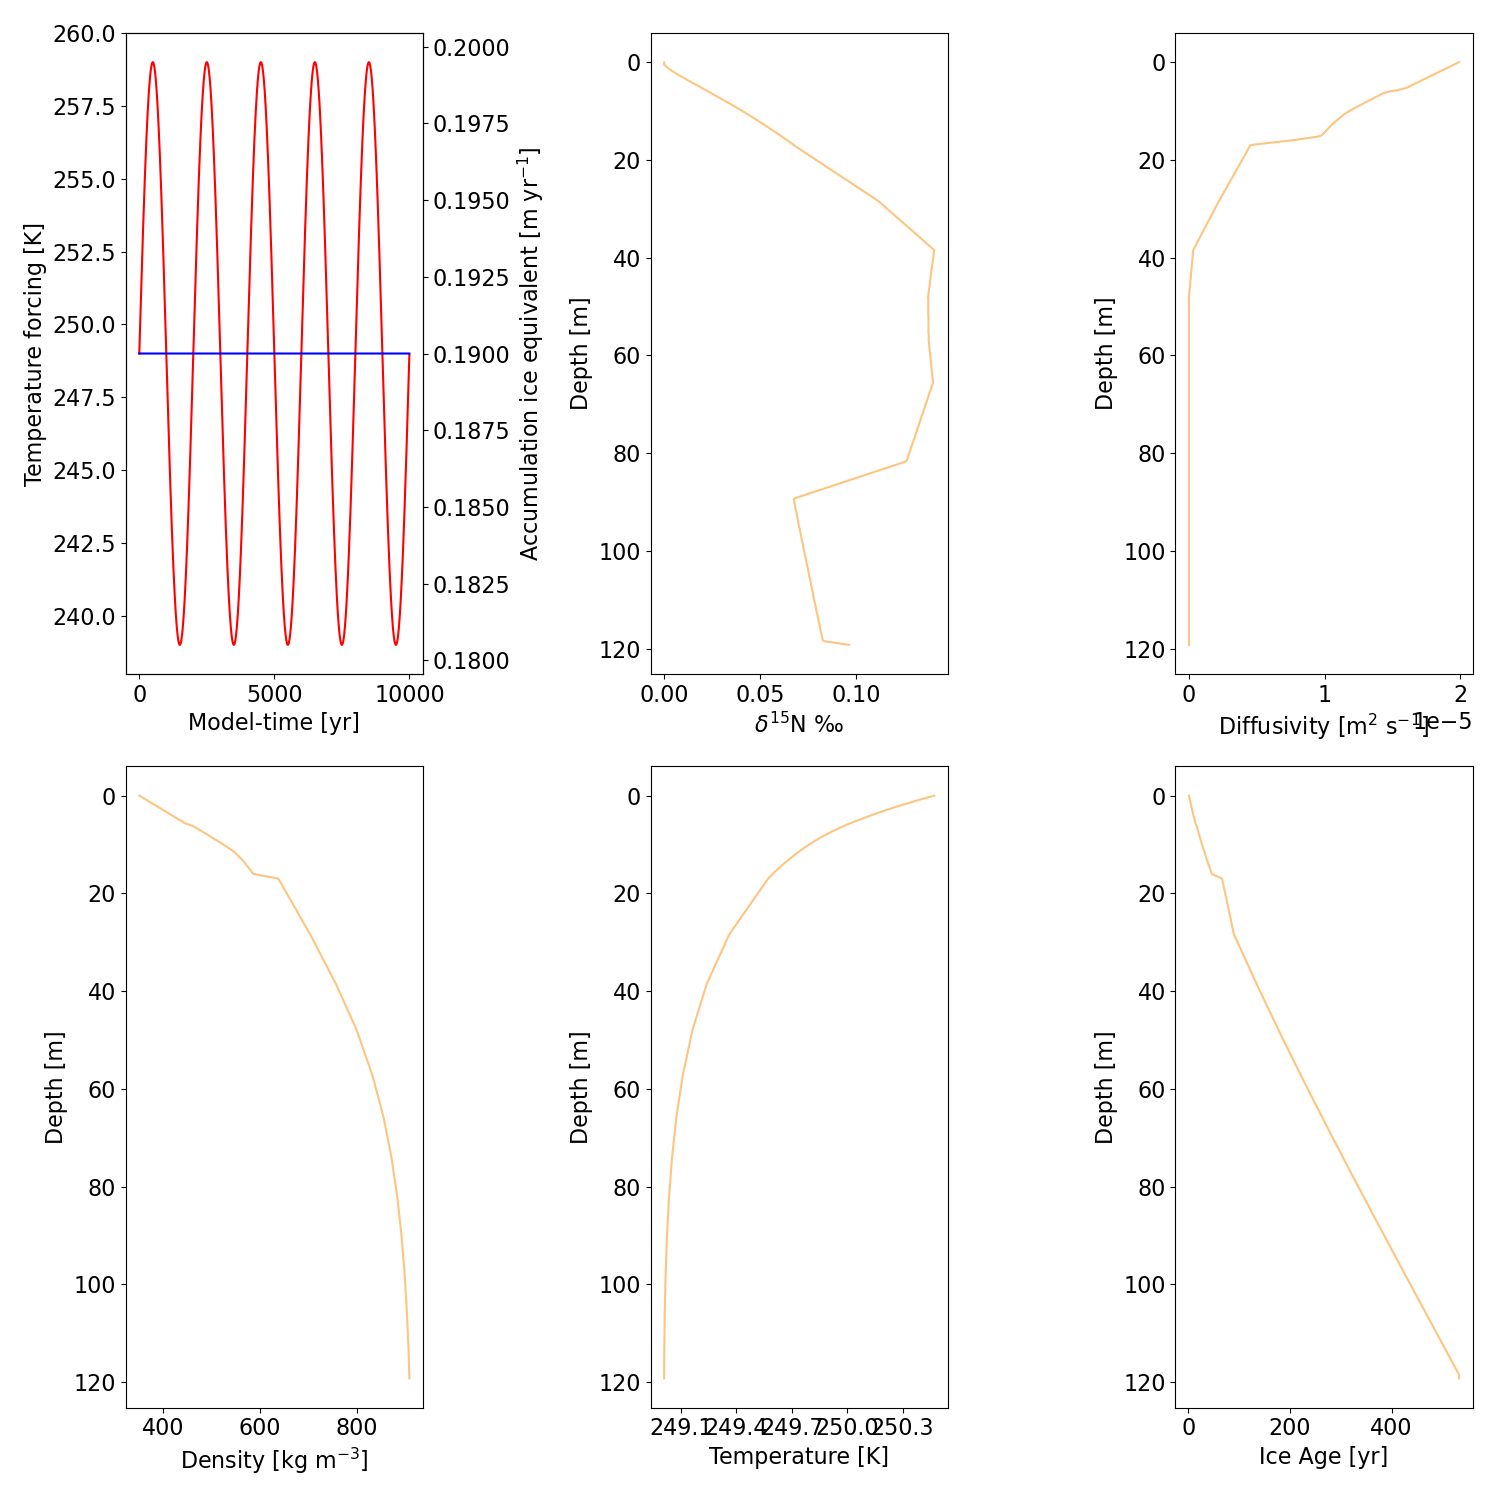 260.0
257.5
255.0
252.5
250.0
247.5
245.0
242.5
240.0
Temperature forcing [K]
0 5000 10000
Model-time [yr]
0.2000
0.1975
0.1950
0.1925
0.1900
0.1875
0.1850
0.1825
0.1800
Accumulation ice equivalent [m yr⁻¹]
0
20
40
60
80
100
120
Depth [m]
0.00 0.05 0.10
δ¹⁵N ‰
0
20
40
60
80
100
120
Depth [m]
0 1 2
1e−5
Diffusivity [m² s⁻¹]
0
20
40
60
80
100
120
Depth [m]
400 600 800
Density [kg m⁻³]
0
20
40
60
80
100
120
Depth [m]
249.1 249.4 249.7 250.0 250.3
Temperature [K]
0
20
40
60
80
100
120
Depth [m]
0 200 400
Ice Age [yr]